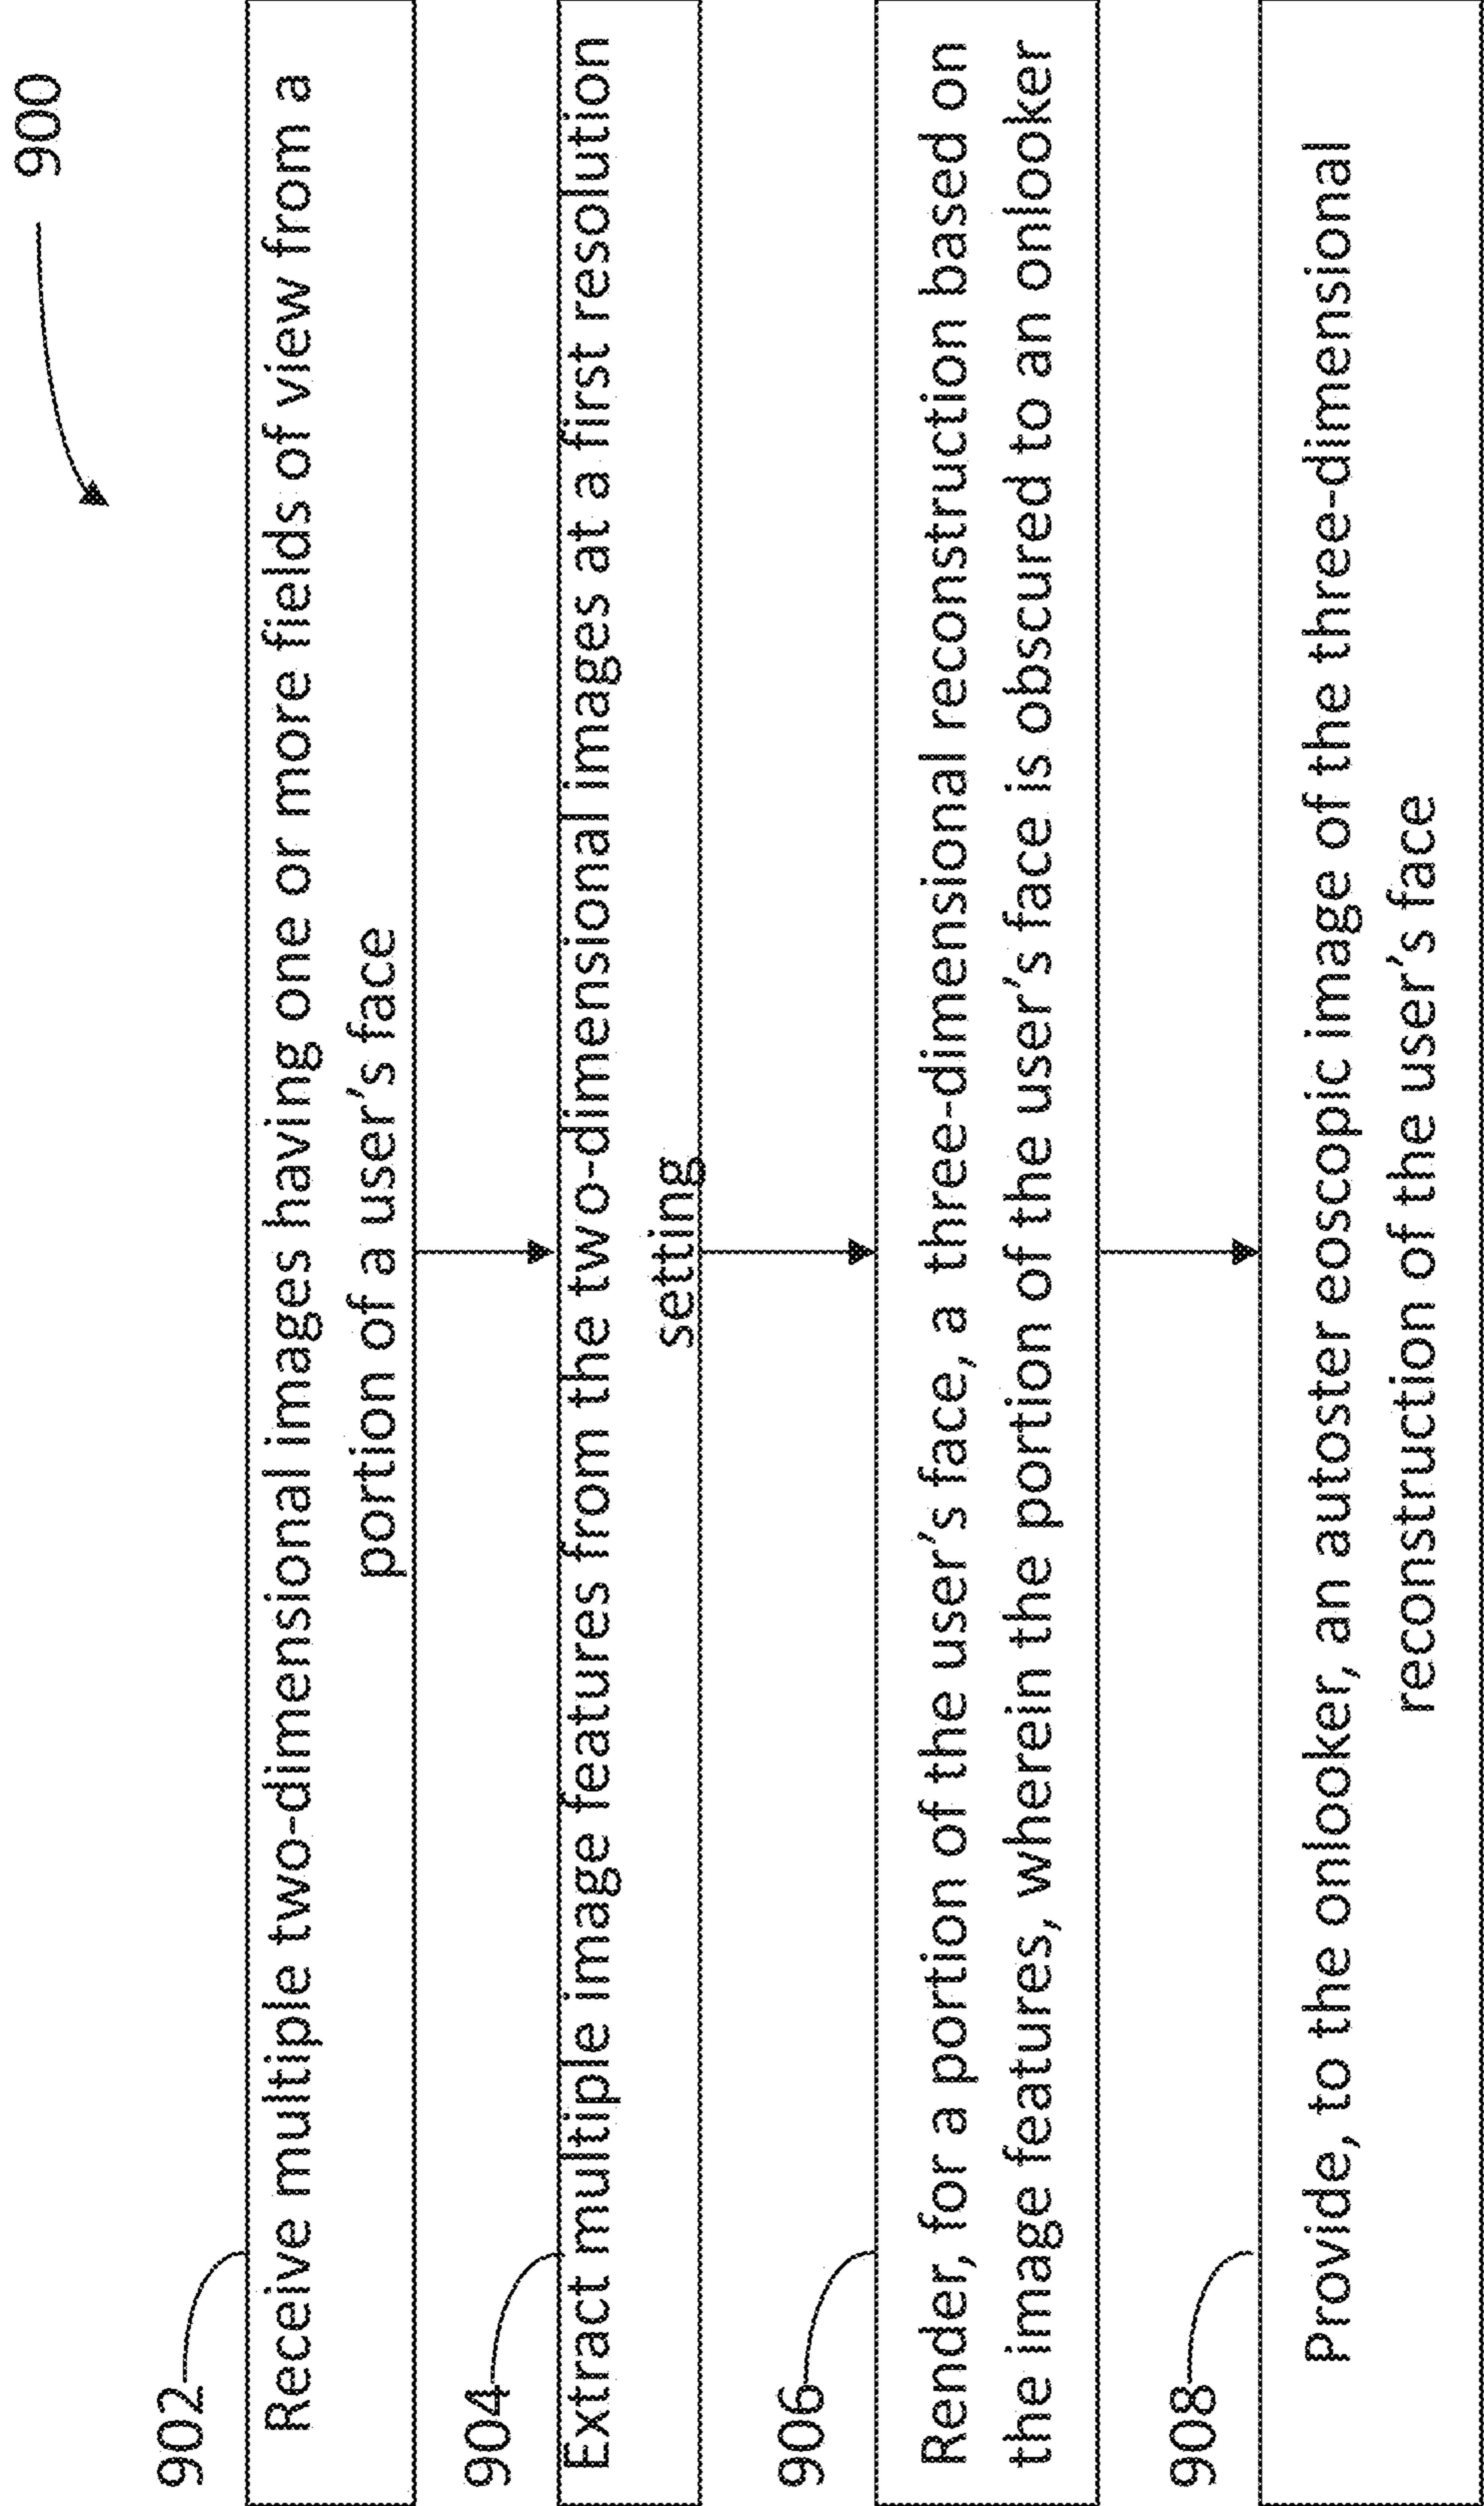 900
902
Receive multiple two-dimensional images having one or more fields of view from a
portion of a user's face
904
Extract multiple image features from the two-dimensional images at a first resolution
setting
906
Render, for a portion of the user's face, a three-dimensional reconstruction based on
the image features, wherein the portion of the user's face is obscured to an onlooker
908
Provide, to the onlooker, an autoster eoscopic image of the three-dimensional
reconstruction of the user's face